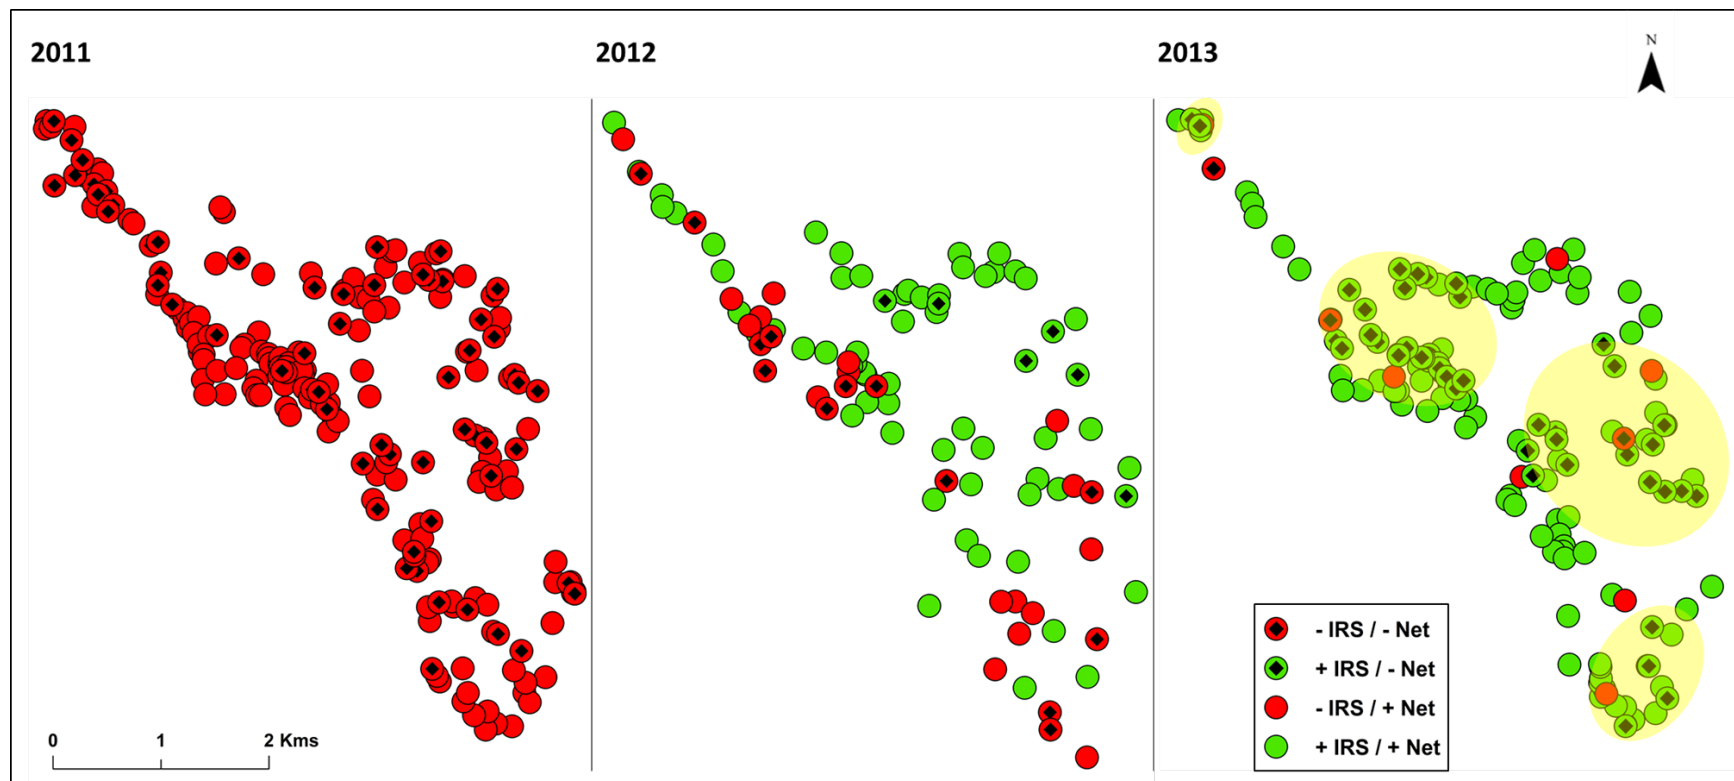 2011
2012
2013
N
- IRS / - Net
+ IRS / - Net
- IRS / + Net
+ IRS / + Net
0 1 2 Kms